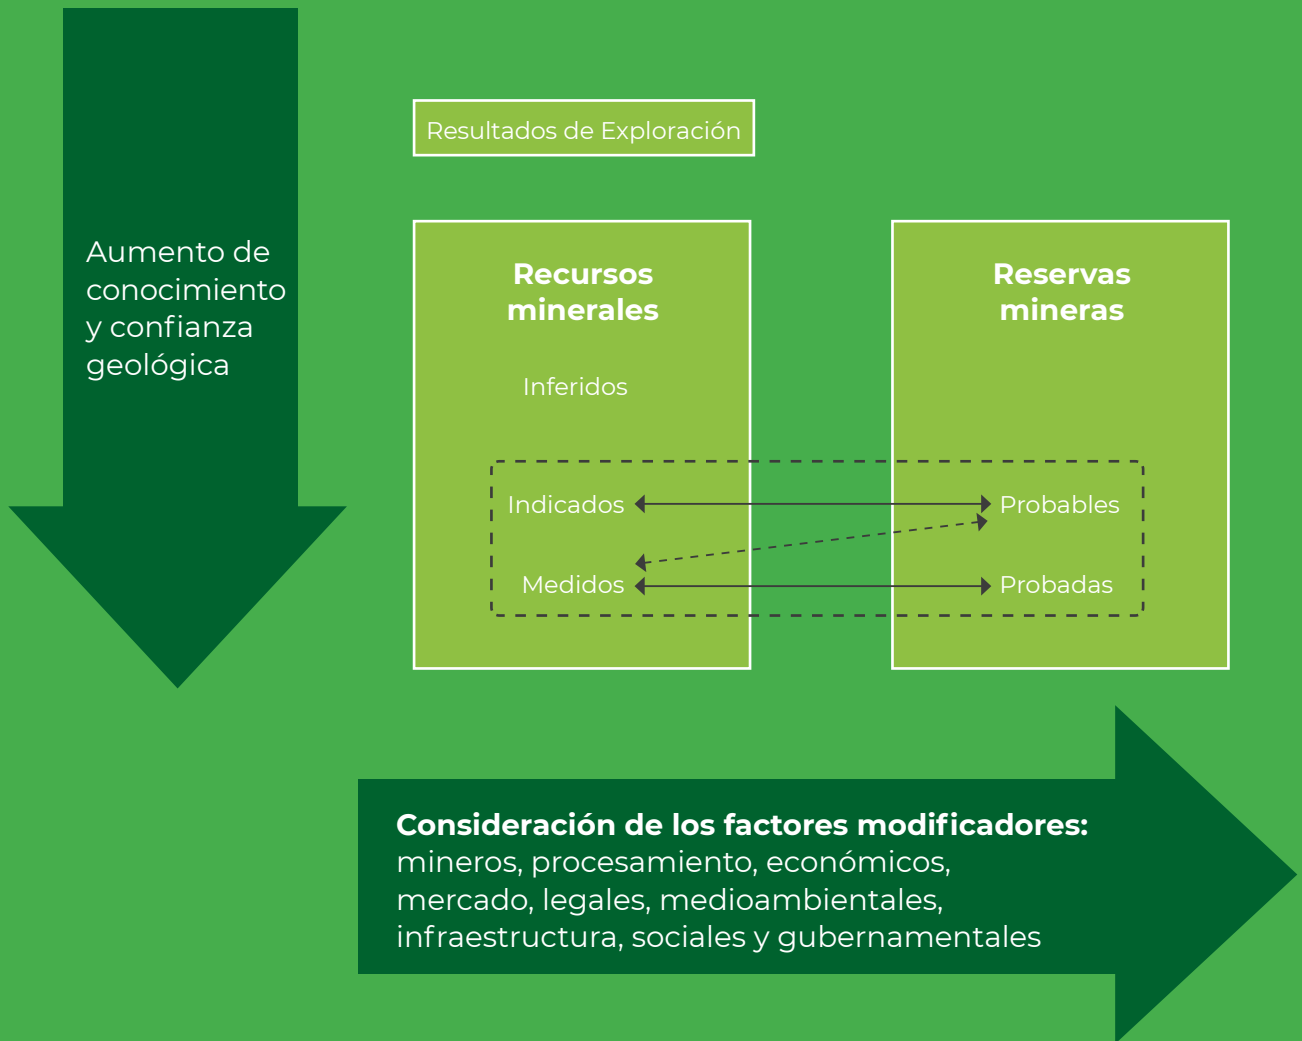 Resultados de Exploración
Aumento de
conocimiento
y confianza
geológica
Recursos
minerales
Inferidos
Indicados
Medidos
Reservas
mineras
Probables
Probadas
Consideración de los factores modificadores:
mineros, procesamiento, económicos,
mercado, legales, medioambientales,
infraestructura, sociales y gubernamentales